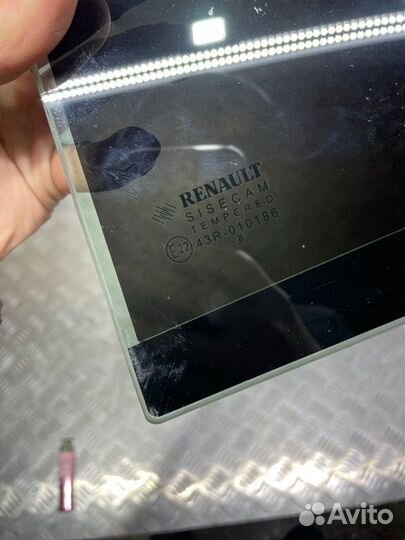 RENAULT
SISECAM
TEMPERED
E22 43R-010186
Avito